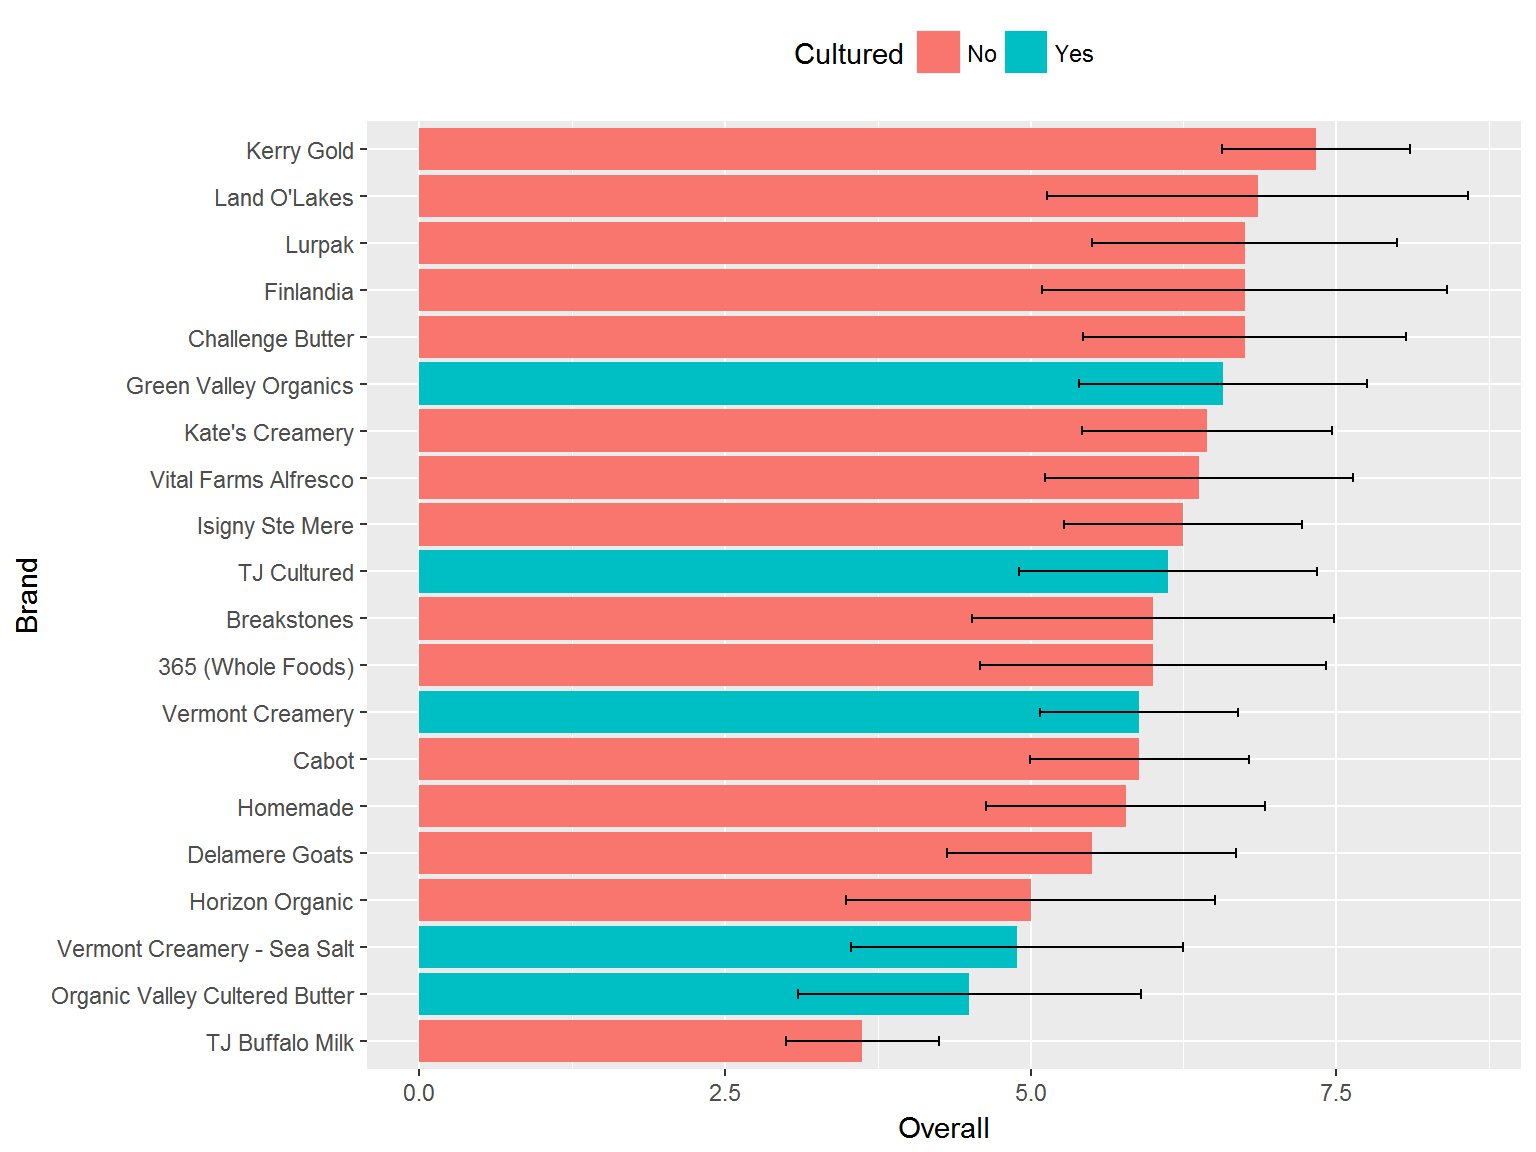 Cultured No Yes
Kerry Gold
Land O'Lakes
Lurpak
Finlandia
Challenge Butter
Green Valley Organics
Kate's Creamery
Vital Farms Alfresco
Isigny Ste Mere
TJ Cultured
Breakstones
365 (Whole Foods)
Vermont Creamery
Cabot
Homemade
Delamere Goats
Horizon Organic
Vermont Creamery - Sea Salt
Organic Valley Cultered Butter
TJ Buffalo Milk
Brand
0.0 2.5 5.0 7.5
Overall